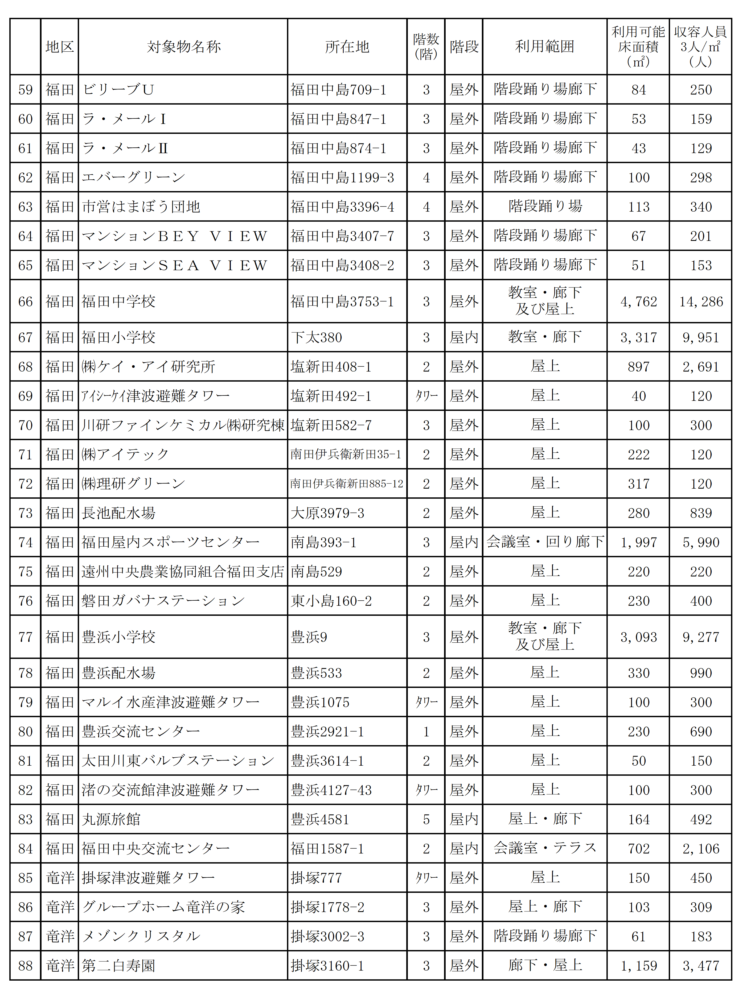 地区 対象物名称 所在地 階数(階) 階段 利用範囲 利用可能床面積(㎡) 収容人員3人/㎡(人)
59 福田 ビリーブU 福田中島709-1 3 屋外 階段踊り場廊下 84 250
60 福田 ラ・メールⅠ 福田中島847-1 3 屋外 階段踊り場廊下 53 159
61 福田 ラ・メールⅡ 福田中島874-1 3 屋外 階段踊り場廊下 43 129
62 福田 エバーグリーン 福田中島1199-3 4 屋外 階段踊り場廊下 100 298
63 福田 市営はまぼう団地 福田中島3396-4 4 屋外 階段踊り場 113 340
64 福田 マンションBEY VIEW 福田中島3407-7 3 屋外 階段踊り場廊下 67 201
65 福田 マンションSEA VIEW 福田中島3408-2 3 屋外 階段踊り場廊下 51 153
66 福田 福田中学校 福田中島3753-1 3 屋外 教室・廊下及び屋上 4,762 14,286
67 福田 福田小学校 下太380 3 屋内 教室・廊下 3,317 9,951
68 福田 ㈱ケイ・アイ研究所 塩新田408-1 2 屋外 屋上 897 2,691
69 福田 ｱｲｼｰｹｲ津波避難タワー 塩新田492-1 ﾀﾜｰ 屋外 屋上 40 120
70 福田 川研ファインケミカル㈱研究棟 塩新田582-7 3 屋外 屋上 100 300
71 福田 ㈱アイテック 南田伊兵衛新田35-1 2 屋外 屋上 222 120
72 福田 ㈱理研グリーン 南田伊兵衛新田885-12 2 屋外 屋上 317 120
73 福田 長池配水場 大原3979-3 2 屋外 屋上 280 839
74 福田 福田屋内スポーツセンター 南島393-1 3 屋内 会議室・回り廊下 1,997 5,990
75 福田 遠州中央農業協同組合福田支店 南島529 2 屋外 屋上 220 220
76 福田 磐田ガバナステーション 東小島160-2 2 屋外 屋上 230 400
77 福田 豊浜小学校 豊浜9 3 屋外 教室・廊下及び屋上 3,093 9,277
78 福田 豊浜配水場 豊浜533 2 屋外 屋上 330 990
79 福田 マルイ水産津波避難タワー 豊浜1075 ﾀﾜｰ 屋外 屋上 100 300
80 福田 豊浜交流センター 豊浜2921-1 1 屋外 屋上 230 690
81 福田 太田川東バルブステーション 豊浜3614-1 2 屋外 屋上 50 150
82 福田 渚の交流館津波避難タワー 豊浜4127-43 ﾀﾜｰ 屋外 屋上 100 300
83 福田 丸源旅館 豊浜4581 5 屋内 屋上・廊下 164 492
84 福田 福田中央交流センター 福田1587-1 2 屋内 会議室・テラス 702 2,106
85 竜洋 掛塚津波避難タワー 掛塚777 ﾀﾜｰ 屋外 屋上 150 450
86 竜洋 グループホーム竜洋の家 掛塚1778-2 3 屋外 屋上・廊下 103 309
87 竜洋 メゾンクリスタル 掛塚3002-3 3 屋外 階段踊り場廊下 61 183
88 竜洋 第二白寿園 掛塚3160-1 3 屋外 廊下・屋上 1,159 3,477